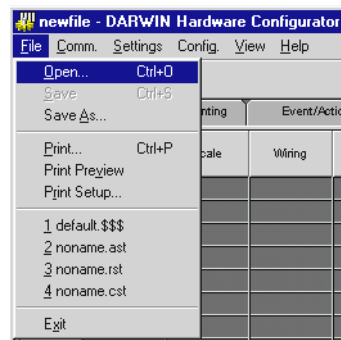 newfile - DARWIN Hardware Configurator
File Comm. Settings Config. View Help
Open... Ctrl+O
Save Ctrl+S
Save As...
Print... Ctrl+P
Print Preview
Print Setup...
1 default.$$$
2 noname.ast
3 noname.rst
4 noname.cst
Exit
nting Event/Actio
cale Wiring